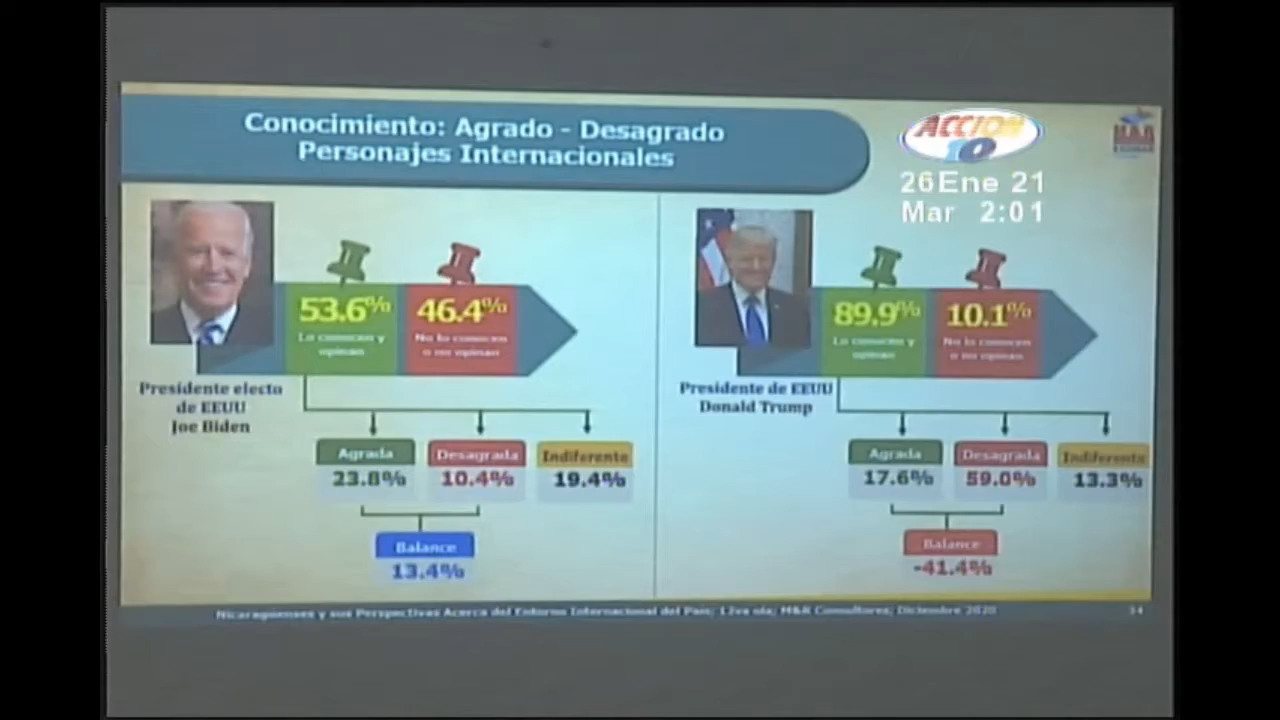 Conocimiento: Agrado - Desagrado
Personajes Internacionales
ACCION
10
26Ene 21
Mar 2:01
53.6%
Lo conocen y
opinan
46.4%
No lo conocen
o no opinan
Presidente electo
de EEUU
Joe Biden
Agrada
23.8%
Desagrada
10.4%
Indiferente
19.4%
Balance
13.4%
89.9%
Lo conocen y
opinan
10.1%
No lo conocen
o no opinan
Presidente de EEUU
Donald Trump
Agrada
17.6%
Desagrada
59.0%
Indiferente
13.3%
Balance
-41.4%
Nicaragüenses y sus Perspectivas Acerca del Entorno Internacional del País; 12va ola; M&R Consultores; Diciembre 2020
34